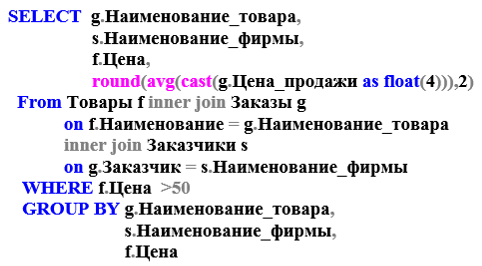 SELECT g.Наименование_товара,
s.Наименование_фирмы,
f.Цена,
round(avg(cast(g.Цена_продажи as float(4))),2)
From Товары f inner join Заказы g
on f.Наименование = g.Наименование_товара
inner join Заказчики s
on g.Заказчик = s.Наименование_фирмы
WHERE f.Цена >50
GROUP BY g.Наименование_товара,
s.Наименование_фирмы,
f.Цена